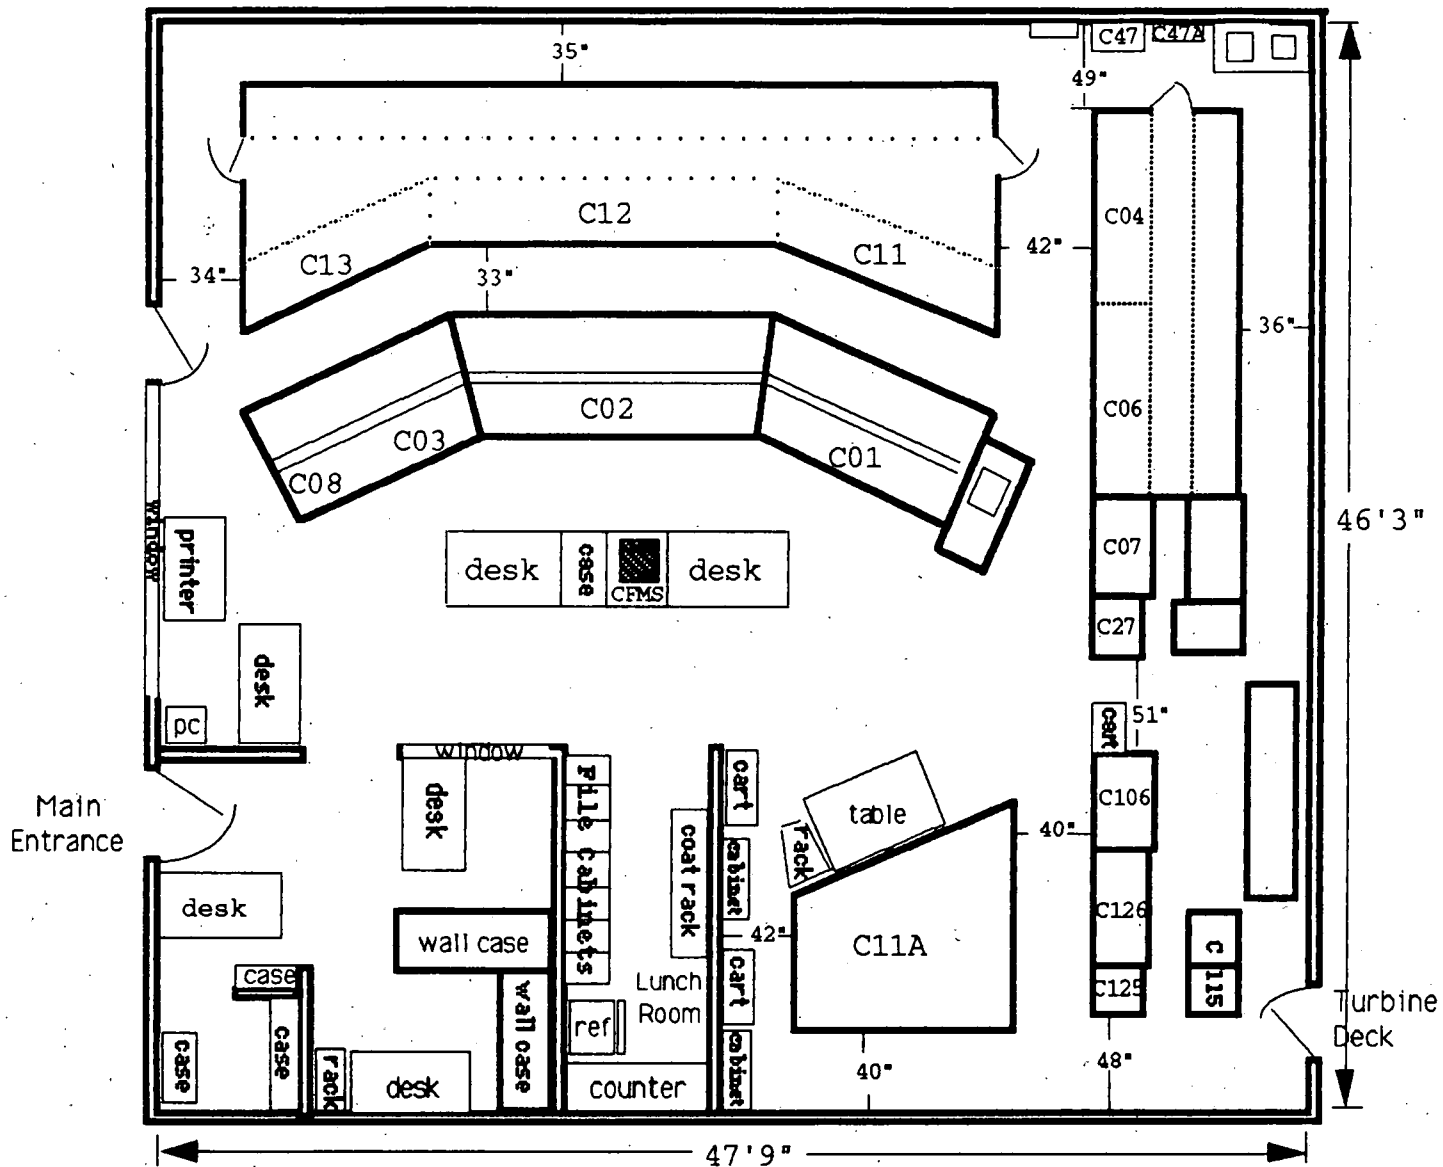 35"
C47
C47A
49"
C12
C04
C13
C11
42"
34"
33"
36"
C02
C06
C03
C01
C08
window
46'3"
printer
desk
case
CFMS
desk
C07
C27
desk
pc
cart
51"
window
Main
Entrance
desk
File Cabinets
cart
table
C106
rack
40"
coat rack
cabinet
desk
wall case
42"
C11A
C126
C115
case
Lunch
Room
cart
C125
Turbine
Deck
wall case
ref
case
case
rack
desk
counter
cabinet
40"
48"
47'9"